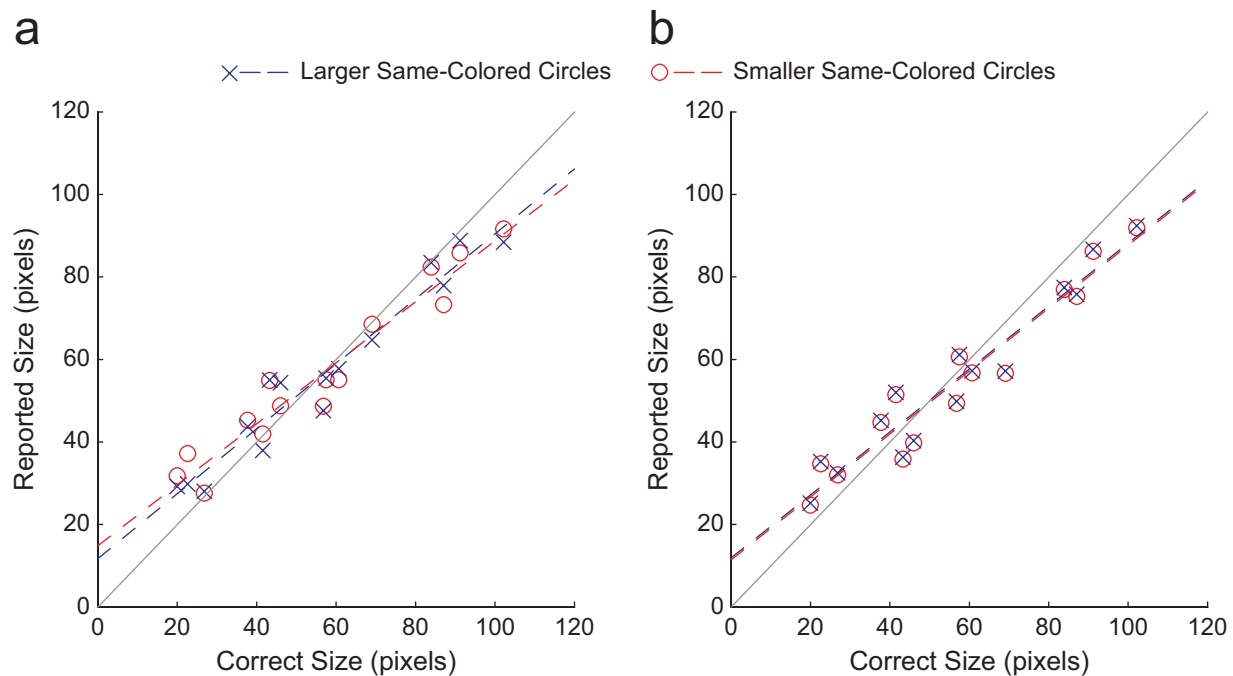 a
b
Larger Same-Colored Circles
Smaller Same-Colored Circles
120
100
80
60
40
20
0
Reported Size (pixels)
0 20 40 60 80 100 120
Correct Size (pixels)
120
100
80
60
40
20
0
Reported Size (pixels)
0 20 40 60 80 100 120
Correct Size (pixels)